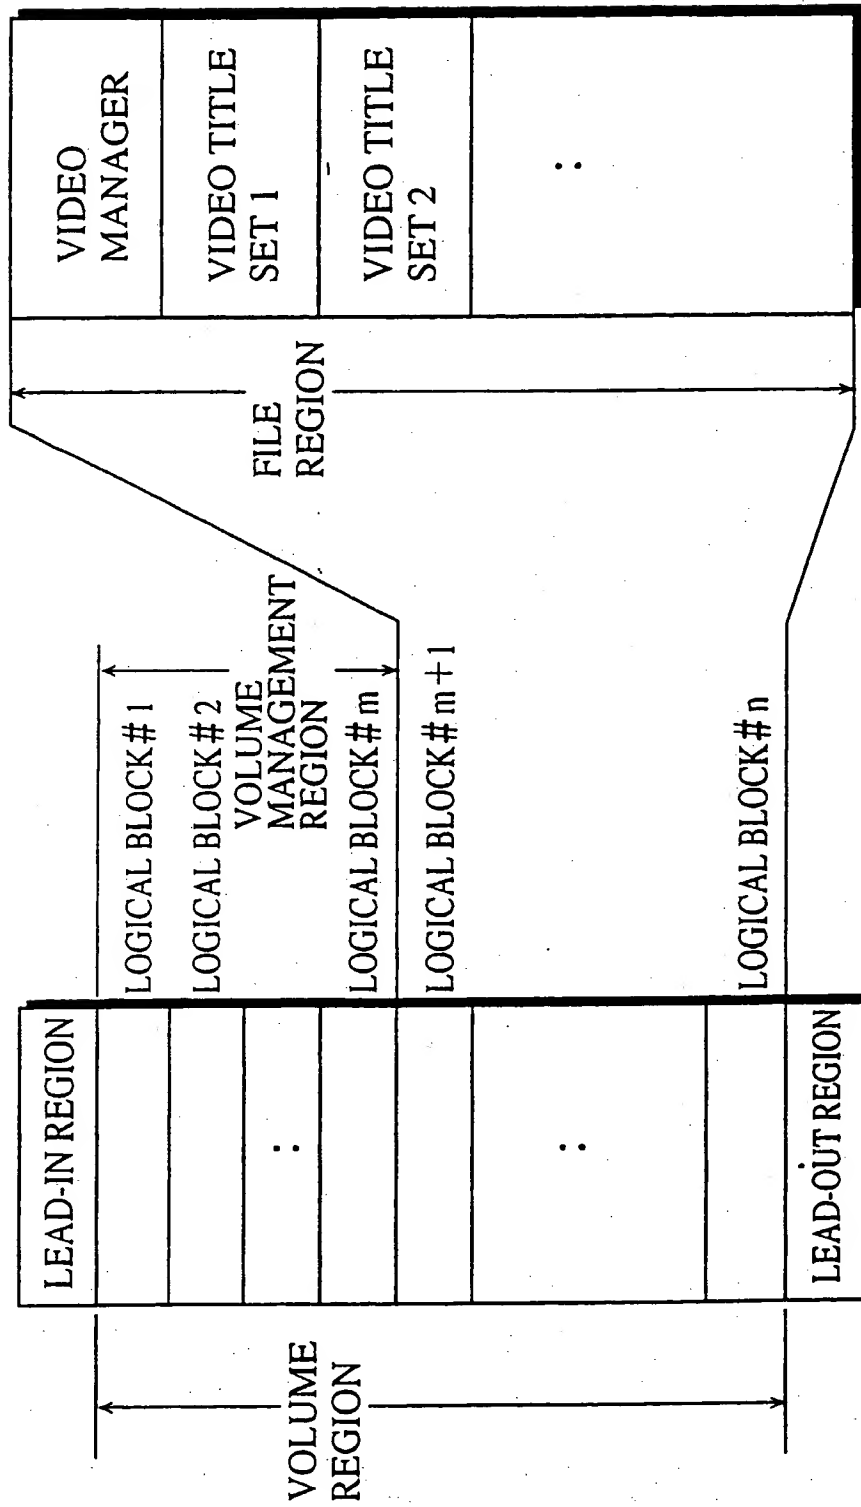 VOLUME
REGION
LEAD-IN REGION
:
:
LEAD-OUT REGION
LOGICAL BLOCK#1
LOGICAL BLOCK#2
VOLUME
MANAGEMENT
REGION
LOGICAL BLOCK#m
LOGICAL BLOCK#m+1
LOGICAL BLOCK#n
FILE
REGION
VIDEO
MANAGER
VIDEO TITLE
SET 1
VIDEO TITLE
SET 2
: